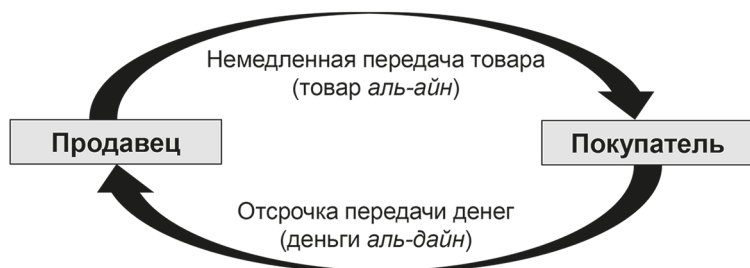 Немедленная передача товара
(товар аль-айн)
Продавец
Покупатель
Отсрочка передачи денег
(деньги аль-дайн)